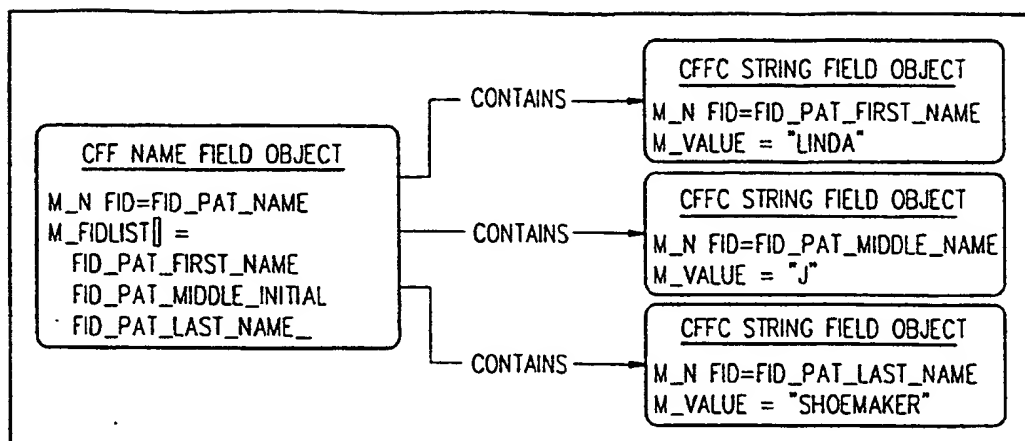 CFF NAME FIELD OBJECT
M_N FID=FID_PAT_NAME
M_FIDLIST[] =
FID_PAT_FIRST_NAME
FID_PAT_MIDDLE_INITIAL
FID_PAT_LAST_NAME_
CONTAINS
CFFC STRING FIELD OBJECT
M_N FID=FID_PAT_FIRST_NAME
M_VALUE = "LINDA"
CONTAINS
CFFC STRING FIELD OBJECT
M_N FID=FID_PAT_MIDDLE_NAME
M_VALUE = "J"
CONTAINS
CFFC STRING FIELD OBJECT
M_N FID=FID_PAT_LAST_NAME
M_VALUE = "SHOEMAKER"